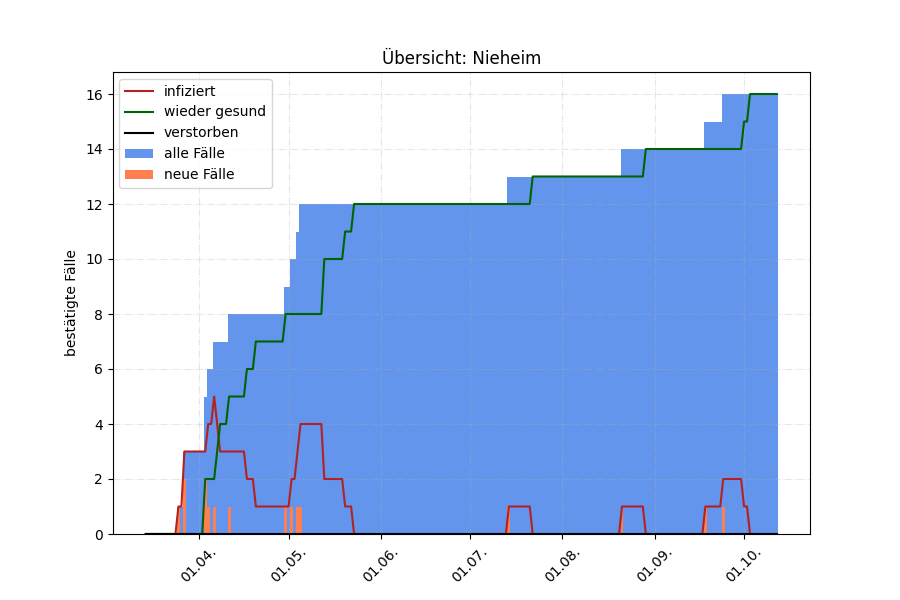 Übersicht: Nieheim
infiziert
wieder gesund
verstorben
alle Fälle
neue Fälle
bestätigte Fälle
16
14
12
10
8
6
4
2
0
01.04.
01.05.
01.06.
01.07.
01.08.
01.09.
01.10.